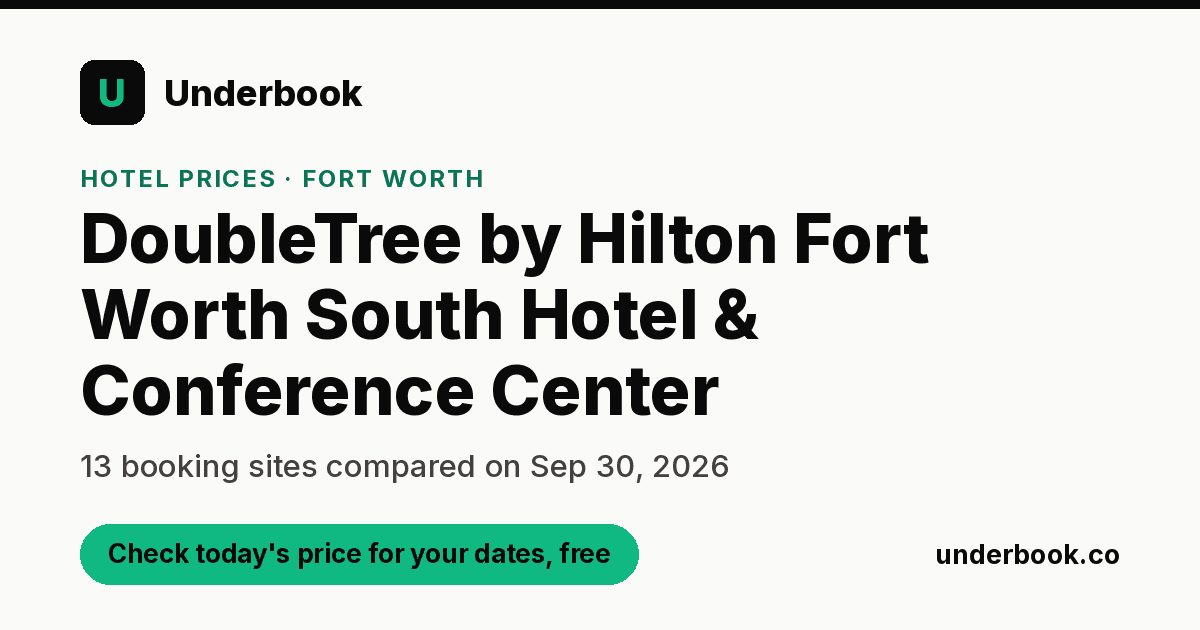 U Underbook
HOTEL PRICES · FORT WORTH
DoubleTree by Hilton Fort
Worth South Hotel &
Conference Center
13 booking sites compared on Sep 30, 2026
Check today's price for your dates, free
underbook.co